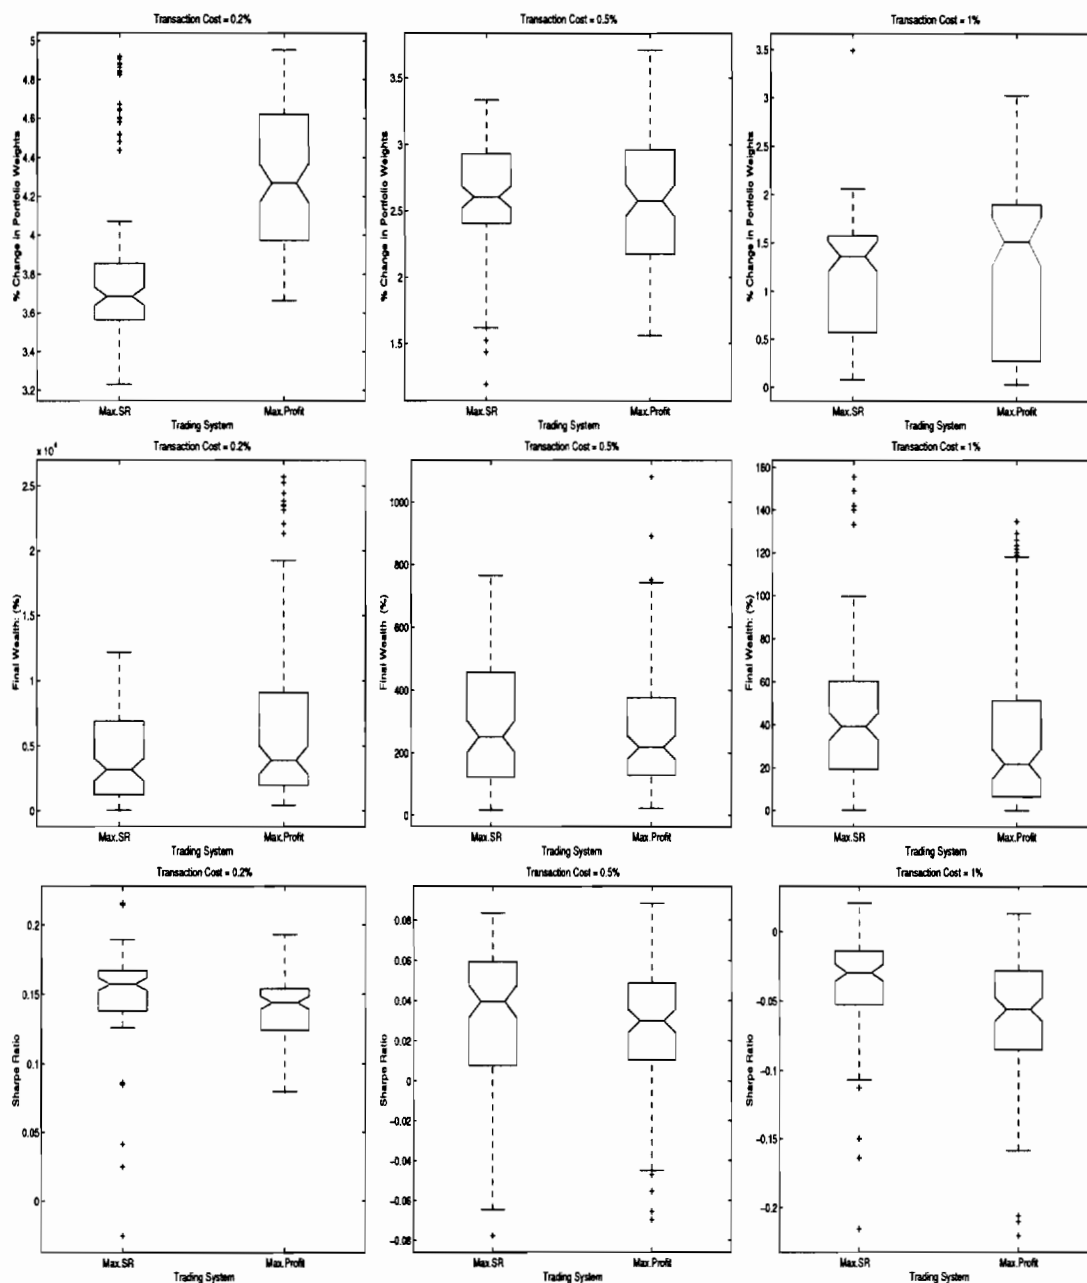 Transaction Cost = 0.2%
5
4.8
4.6
4.4
4.2
4
3.8
3.6
3.4
3.2
% Change in Portfolio Weights
Max.SR
Max.Profit
Trading System
Transaction Cost = 0.5%
3.5
3
2.5
2
1.5
% Change in Portfolio Weights
Max.SR
Max.Profit
Trading System
Transaction Cost = 1%
3.5
3
2.5
2
1.5
1
0.5
0
% Change in Portfolio Weights
Max.SR
Max.Profit
Trading System
x 10⁴
Transaction Cost = 0.2%
2.5
2
1.5
1
0.5
0
Final Wealth: (%)
Max.SR
Max.Profit
Trading System
Transaction Cost = 0.5%
1000
800
600
400
200
0
Final Wealth (%)
Max.SR
Max.Profit
Trading System
Transaction Cost = 1%
160
140
120
100
80
60
40
20
0
Final Wealth: (%)
Max.SR
Max.Profit
Trading System
Transaction Cost = 0.2%
0.2
0.15
0.1
0.05
0
Sharpe Ratio
Max.SR
Max.Profit
Trading System
Transaction Cost = 0.5%
0.08
0.06
0.04
0.02
0
−0.02
−0.04
−0.06
−0.08
Sharpe Ratio
Max.SR
Max.Profit
Trading System
Transaction Cost = 1%
0
−0.05
−0.1
−0.15
−0.2
Sharpe Ratio
Max.SR
Max.Profit
Trading System